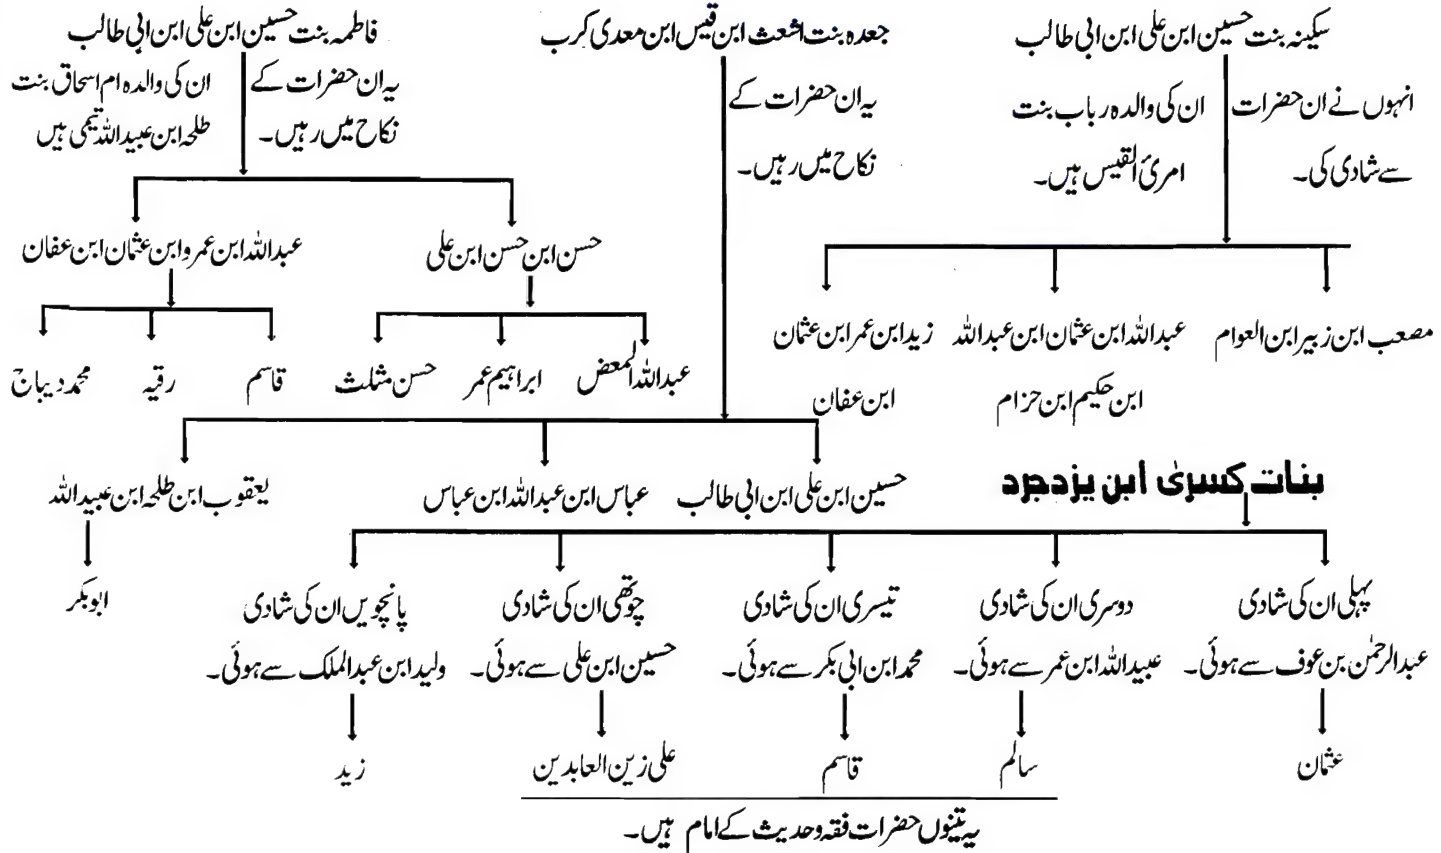 سکینہ بنت حسین ابن علی ابن ابی طالب
انہوں نے ان حضرات
سے شادی کی۔
ان کی والدہ رباب بنت
امرئ القیس ہیں۔
مصعب ابن زبیر ابن العوام
عبداللہ ابن عثمان ابن عبداللہ
ابن حکیم ابن حزام
زید ابن عمر ابن عثمان
ابن عفان
جعدہ بنت اشعث ابن قیس ابن معدی کرب
یہ ان حضرات کے
نکاح میں رہیں۔
حسین ابن علی ابن ابی طالب
عباس ابن عبداللہ ابن عباس
یعقوب ابن طلحہ ابن عبید اللہ
ابوبکر
فاطمہ بنت حسین ابن علی ابن ابی طالب
یہ ان حضرات کے
نکاح میں رہیں۔
ان کی والدہ ام اسحاق بنت
طلحہ ابن عبید اللہ تیمی ہیں
حسن ابن حسن ابن علی
عبداللہ المعض
ابراہیم عمر
حسن مثلث
عبداللہ ابن عمرو ابن عثمان ابن عفان
قاسم
رقیہ
محمد دیباج
بنات کسریٰ ابن یزدجرد
پہلی ان کی شادی
عبدالرحمٰن بن عوف سے ہوئی۔
عثمان
دوسری ان کی شادی
عبید اللہ ابن عمر سے ہوئی۔
سالم
تیسری ان کی شادی
محمد ابن ابی بکر سے ہوئی۔
قاسم
چوتھی ان کی شادی
حسین ابن علی سے ہوئی۔
علی زین العابدین
پانچویں ان کی شادی
ولید ابن عبدالملک سے ہوئی۔
زید
یہ تینوں حضرات فقہ وحدیث کے امام ہیں۔